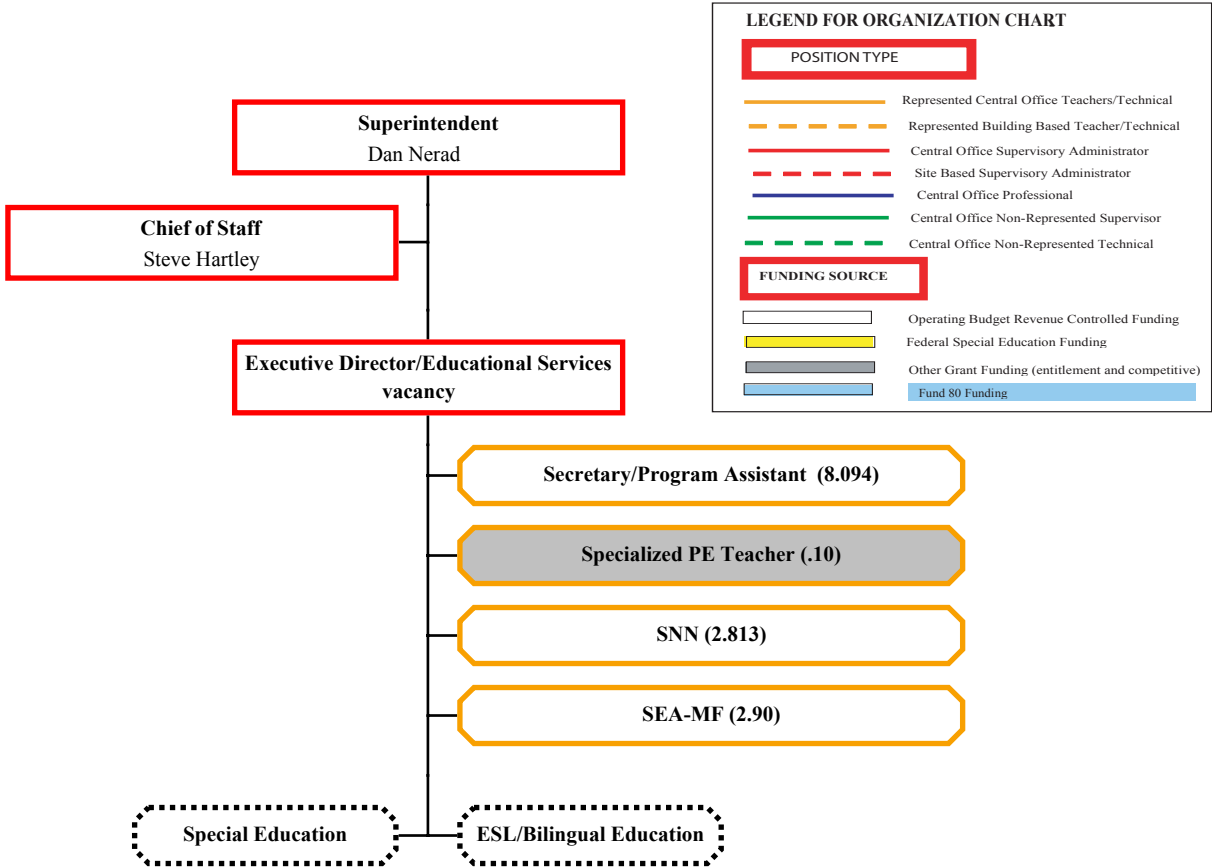 LEGEND FOR ORGANIZATION CHART
POSITION TYPE
Represented Central Office Teachers/Technical
Represented Building Based Teacher/Technical
Central Office Supervisory Administrator
Site Based Supervisory Administrator
Central Office Professional
Central Office Non-Represented Supervisor
Central Office Non-Represented Technical
FUNDING SOURCE
Operating Budget Revenue Controlled Funding
Federal Special Education Funding
Other Grant Funding (entitlement and competitive)
Fund 80 Funding
Superintendent
Dan Nerad
Chief of Staff
Steve Hartley
Executive Director/Educational Services
vacancy
Secretary/Program Assistant (8.094)
Specialized PE Teacher (.10)
SNN (2.813)
SEA-MF (2.90)
Special Education
ESL/Bilingual Education